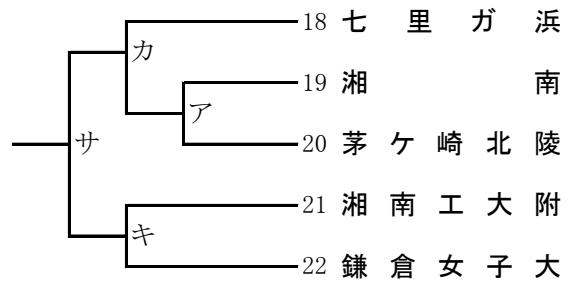 18 七里ガ浜
カ
19 湘南
ア
サ
20 茅ケ崎北陵
21 湘南工大附
キ
22 鎌倉女子大